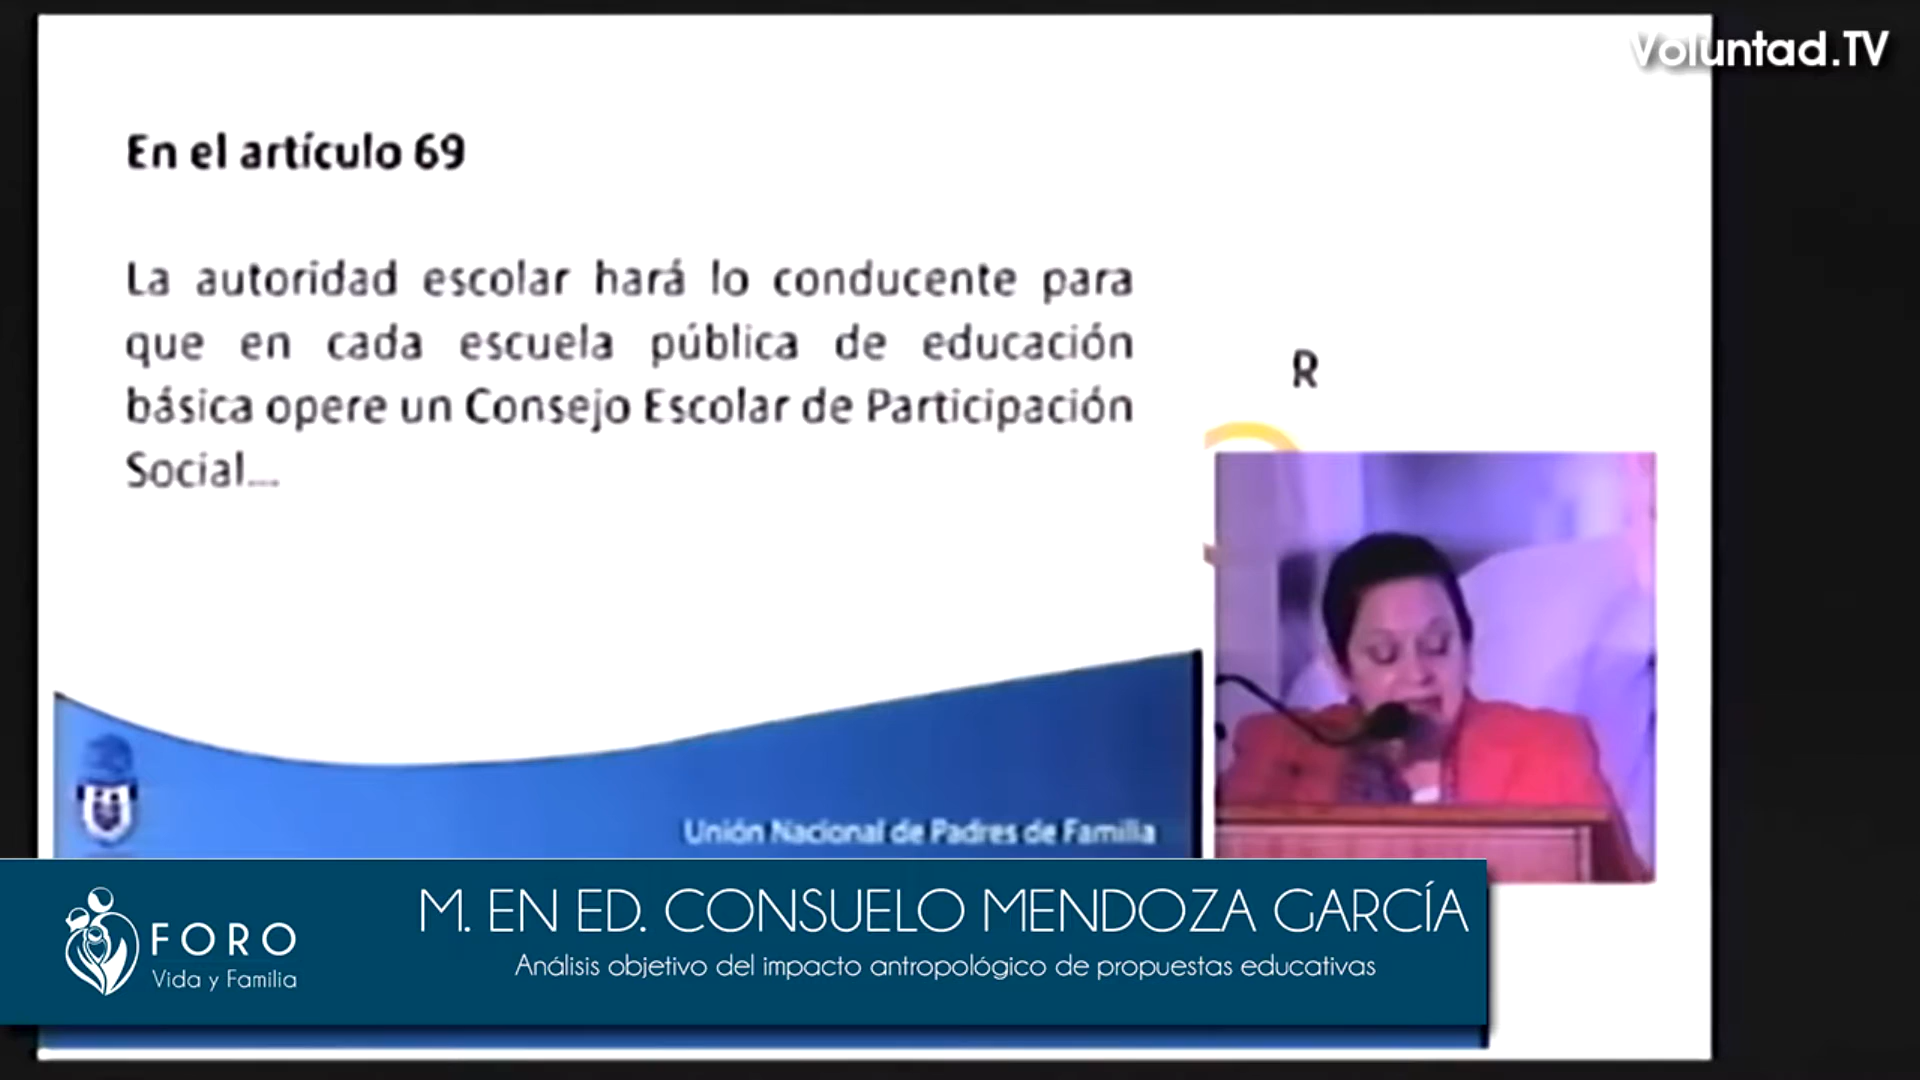 Voluntad.TV
En el artículo 69
La autoridad escolar hará lo conducente para
que en cada escuela pública de educación
básica opere un Consejo Escolar de Participación
Social...
R
Unión Nacional de Padres de Familia
FORO
Vida y Familia
M. EN ED. CONSUELO MENDOZA GARCÍA
Análisis objetivo del impacto antropológico de propuestas educativas